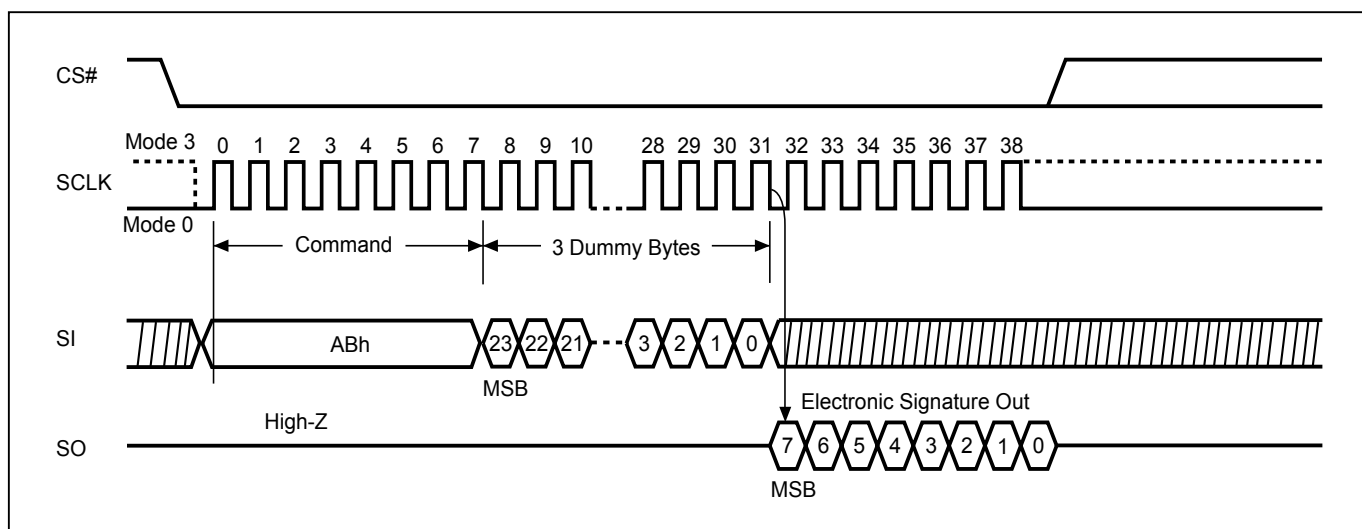 CS#
Mode 3
0 1 2 3 4 5 6 7 8 9 10 28 29 30 31 32 33 34 35 36 37 38
SCLK
Mode 0
Command
3 Dummy Bytes
SI
ABh
23 22 21 3 2 1 0
MSB
High-Z
Electronic Signature Out
SO
7 6 5 4 3 2 1 0
MSB